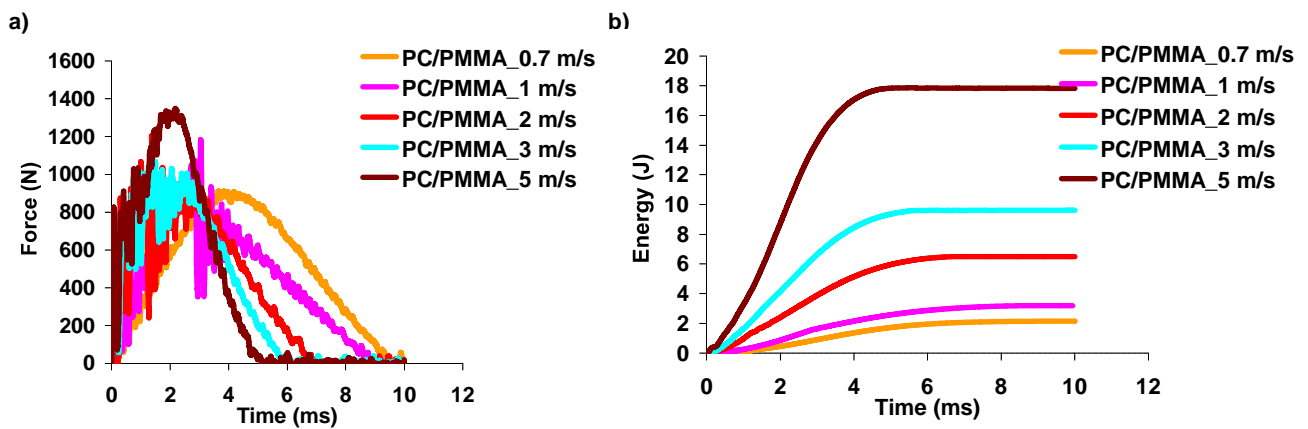 a)
1600
1400
1200
1000
800
600
400
200
0
Force (N)
0 2 4 6 8 10 12
Time (ms)
PC/PMMA_0.7 m/s
PC/PMMA_1 m/s
PC/PMMA_2 m/s
PC/PMMA_3 m/s
PC/PMMA_5 m/s
b)
20
18
16
14
12
10
8
6
4
2
0
Energy (J)
0 2 4 6 8 10 12
Time (ms)
PC/PMMA_0.7 m/s
PC/PMMA_1 m/s
PC/PMMA_2 m/s
PC/PMMA_3 m/s
PC/PMMA_5 m/s